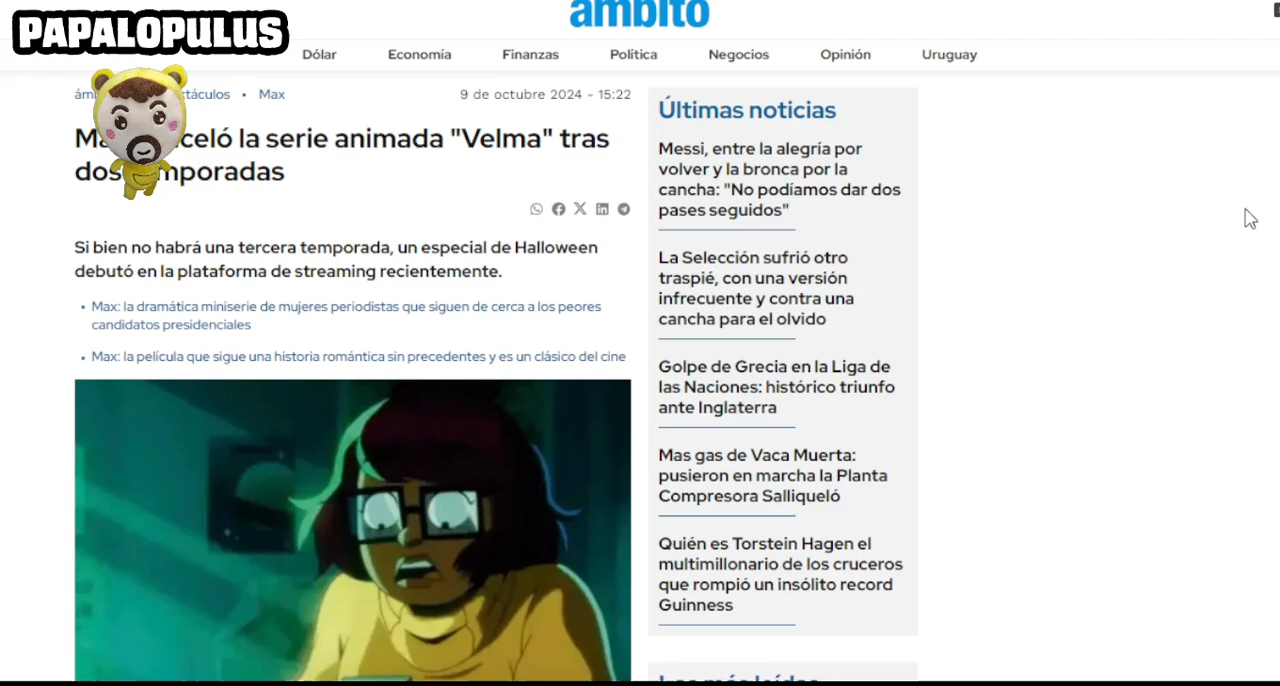 PAPALOPULUS
ámbito
Dólar Economía Finanzas Política Negocios Opinión Uruguay
Max
9 de octubre 2024 - 15:22
la serie animada "Velma" tras
Si bien no habrá una tercera temporada, un especial de Halloween
debutó en la plataforma de streaming recientemente.
• Max: la dramática miniserie de mujeres periodistas que siguen de cerca a los peores
candidatos presidenciales
• Max: la película que sigue una historia romántica sin precedentes y es un clásico del cine
Últimas noticias
Messi, entre la alegría por
volver y la bronca por la
cancha: "No podíamos dar dos
pases seguidos"
La Selección sufrió otro
traspié, con una versión
infrecuente y contra una
cancha para el olvido
Golpe de Grecia en la Liga de
las Naciones: histórico triunfo
ante Inglaterra
Mas gas de Vaca Muerta:
pusieron en marcha la Planta
Compresora Salliqueló
Quién es Torstein Hagen el
multimillonario de los cruceros
que rompió un insólito record
Guinness